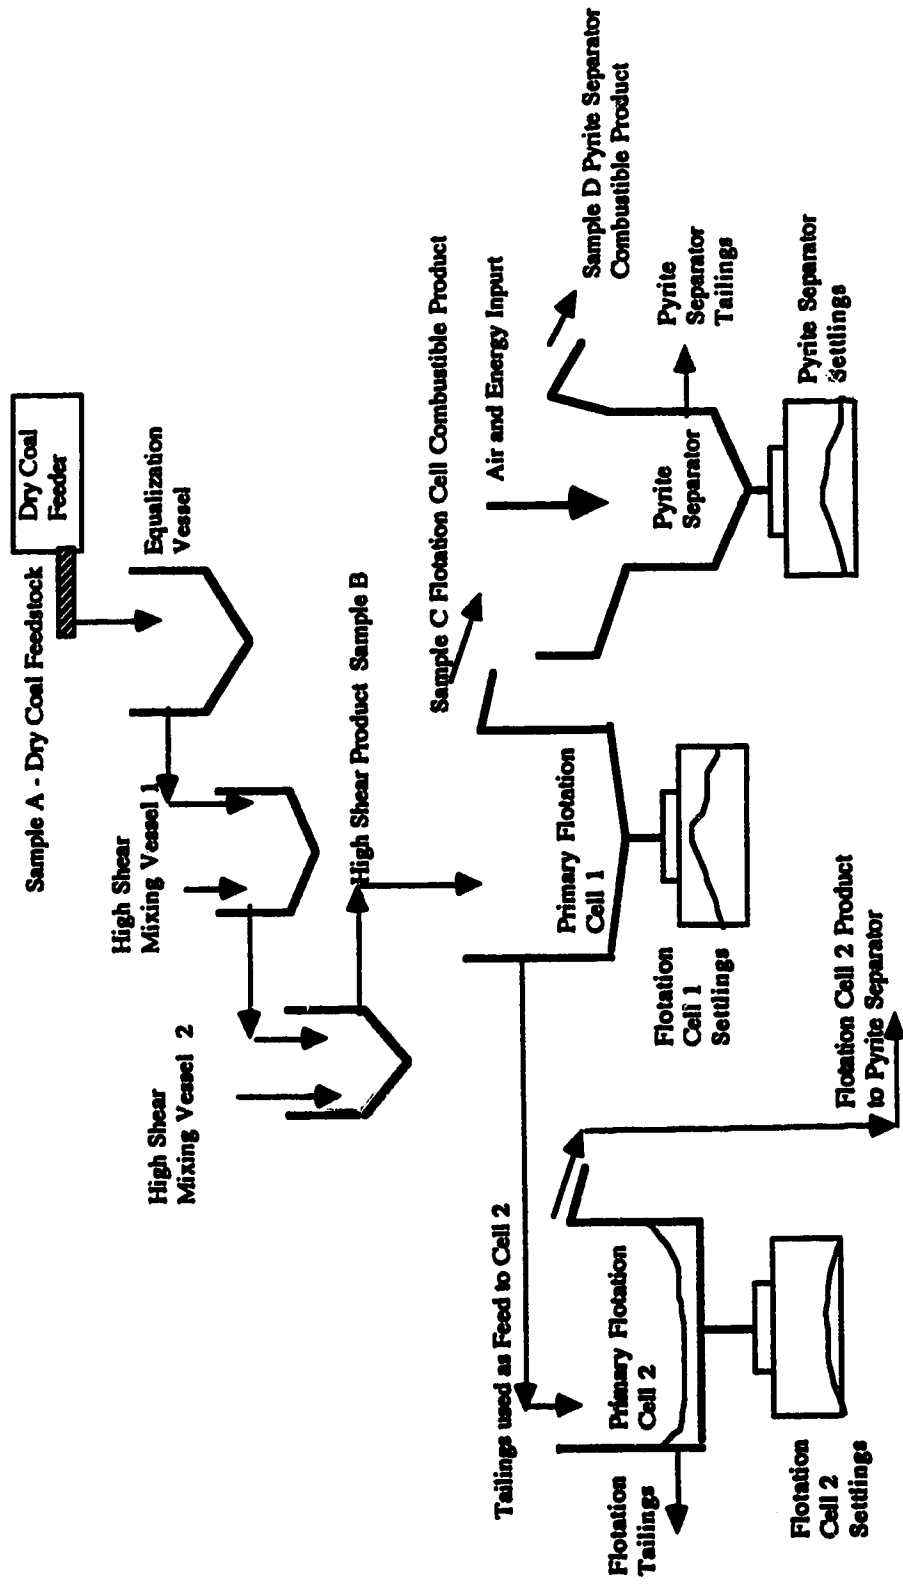 Sample A - Dry Coal Feedstock
Dry Coal
Feeder
Equalization
Vessel
High Shear
Mixing Vessel 1
High Shear
Mixing Vessel 2
High Shear Product Sample B
Sample C Flotation Cell Combustible Product
Air and Energy Inpurt
Sample D Pyrite Separator
Combustible Product
Pyrite
Separator
Pyrite
Separator
Tailings
Pyrite Separator
Settlings
Primary Flotation
Cell 1
Flotation
Cell 1
Settlings
Tailings used as Feed to Cell 2
Primary Flotation
Cell 2
Flotation Cell 2 Product
to Pyrite Separator
Flotation
Tailings
Flotation
Cell 2
Settlings